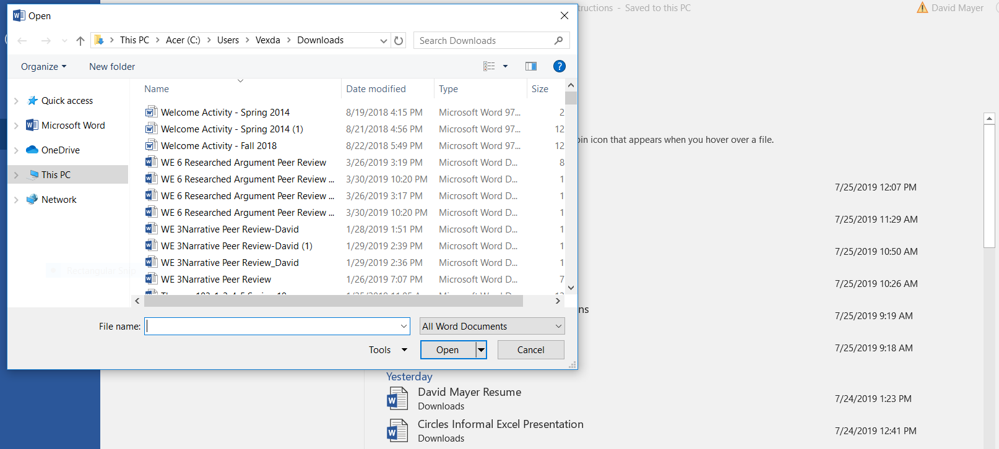 Open
tructions - Saved to this PC
David Mayer
This PC > Acer (C:) > Users > Vexda > Downloads
Search Downloads
Organize
New folder
Name Date modified Type Size
Quick access
Microsoft Word
OneDrive
This PC
Network
Welcome Activity - Spring 2014 8/19/2018 4:15 PM Microsoft Word 97... 2
Welcome Activity - Spring 2014 (1) 8/21/2018 4:56 PM Microsoft Word 97... 12
Welcome Activity - Fall 2018 8/22/2018 5:49 PM Microsoft Word 97... 12
WE 6 Researched Argument Peer Review 3/26/2019 3:19 PM Microsoft Word D... 8
WE 6 Researched Argument Peer Review ... 3/30/2019 10:20 PM Microsoft Word D... 1
WE 6 Researched Argument Peer Review ... 3/26/2019 3:17 PM Microsoft Word D... 1
WE 6 Researched Argument Peer Review ... 3/30/2019 10:20 PM Microsoft Word D... 1
WE 3Narrative Peer Review-David 1/28/2019 1:51 PM Microsoft Word D... 1
WE 3Narrative Peer Review-David (1) 1/29/2019 2:39 PM Microsoft Word D... 1
WE 3Narrative Peer Review_David 1/29/2019 2:36 PM Microsoft Word D... 1
WE 3Narrative Peer Review 1/26/2019 7:07 PM Microsoft Word D... 7
Rectangular Snip
File name:
All Word Documents
Tools
Open
Cancel
pin icon that appears when you hover over a file.
7/25/2019 12:07 PM
7/25/2019 11:29 AM
7/25/2019 10:50 AM
7/25/2019 10:26 AM
ns
7/25/2019 9:19 AM
7/25/2019 9:18 AM
Yesterday
David Mayer Resume
Downloads
7/24/2019 1:23 PM
Circles Informal Excel Presentation
Downloads
7/24/2019 12:41 PM